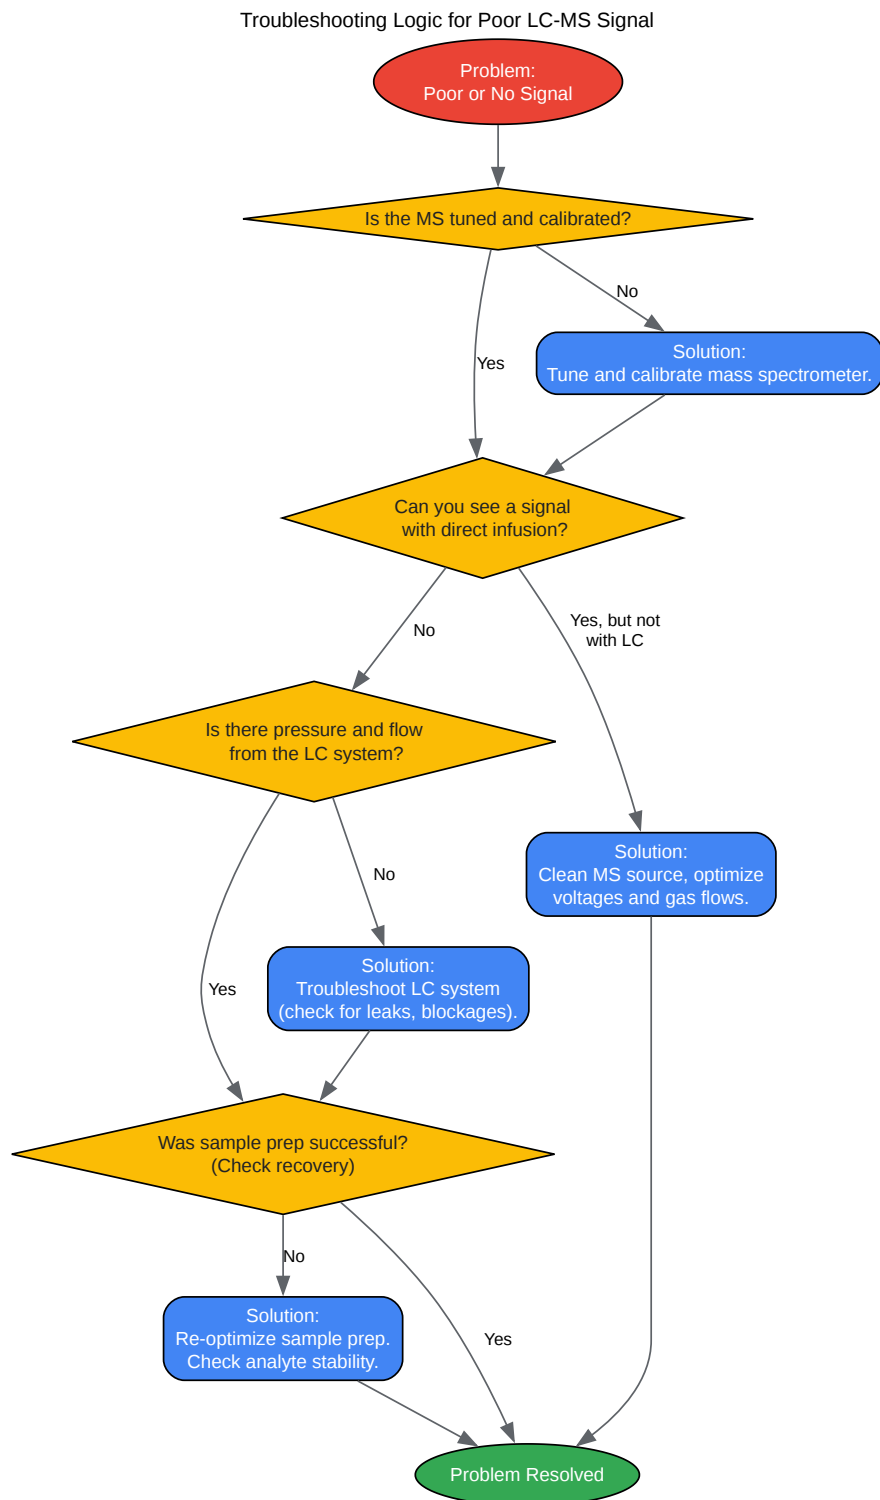 Troubleshooting Logic for Poor LC-MS Signal
Problem:
Poor or No Signal
Is the MS tuned and calibrated?
No
Solution:
Tune and calibrate mass spectrometer.
Yes
Can you see a signal
with direct infusion?
No
Yes, but not
with LC
Is there pressure and flow
from the LC system?
No
Solution:
Clean MS source, optimize
voltages and gas flows.
Yes
Solution:
Troubleshoot LC system
(check for leaks, blockages).
Was sample prep successful?
(Check recovery)
No
Solution:
Re-optimize sample prep.
Check analyte stability.
Yes
Problem Resolved